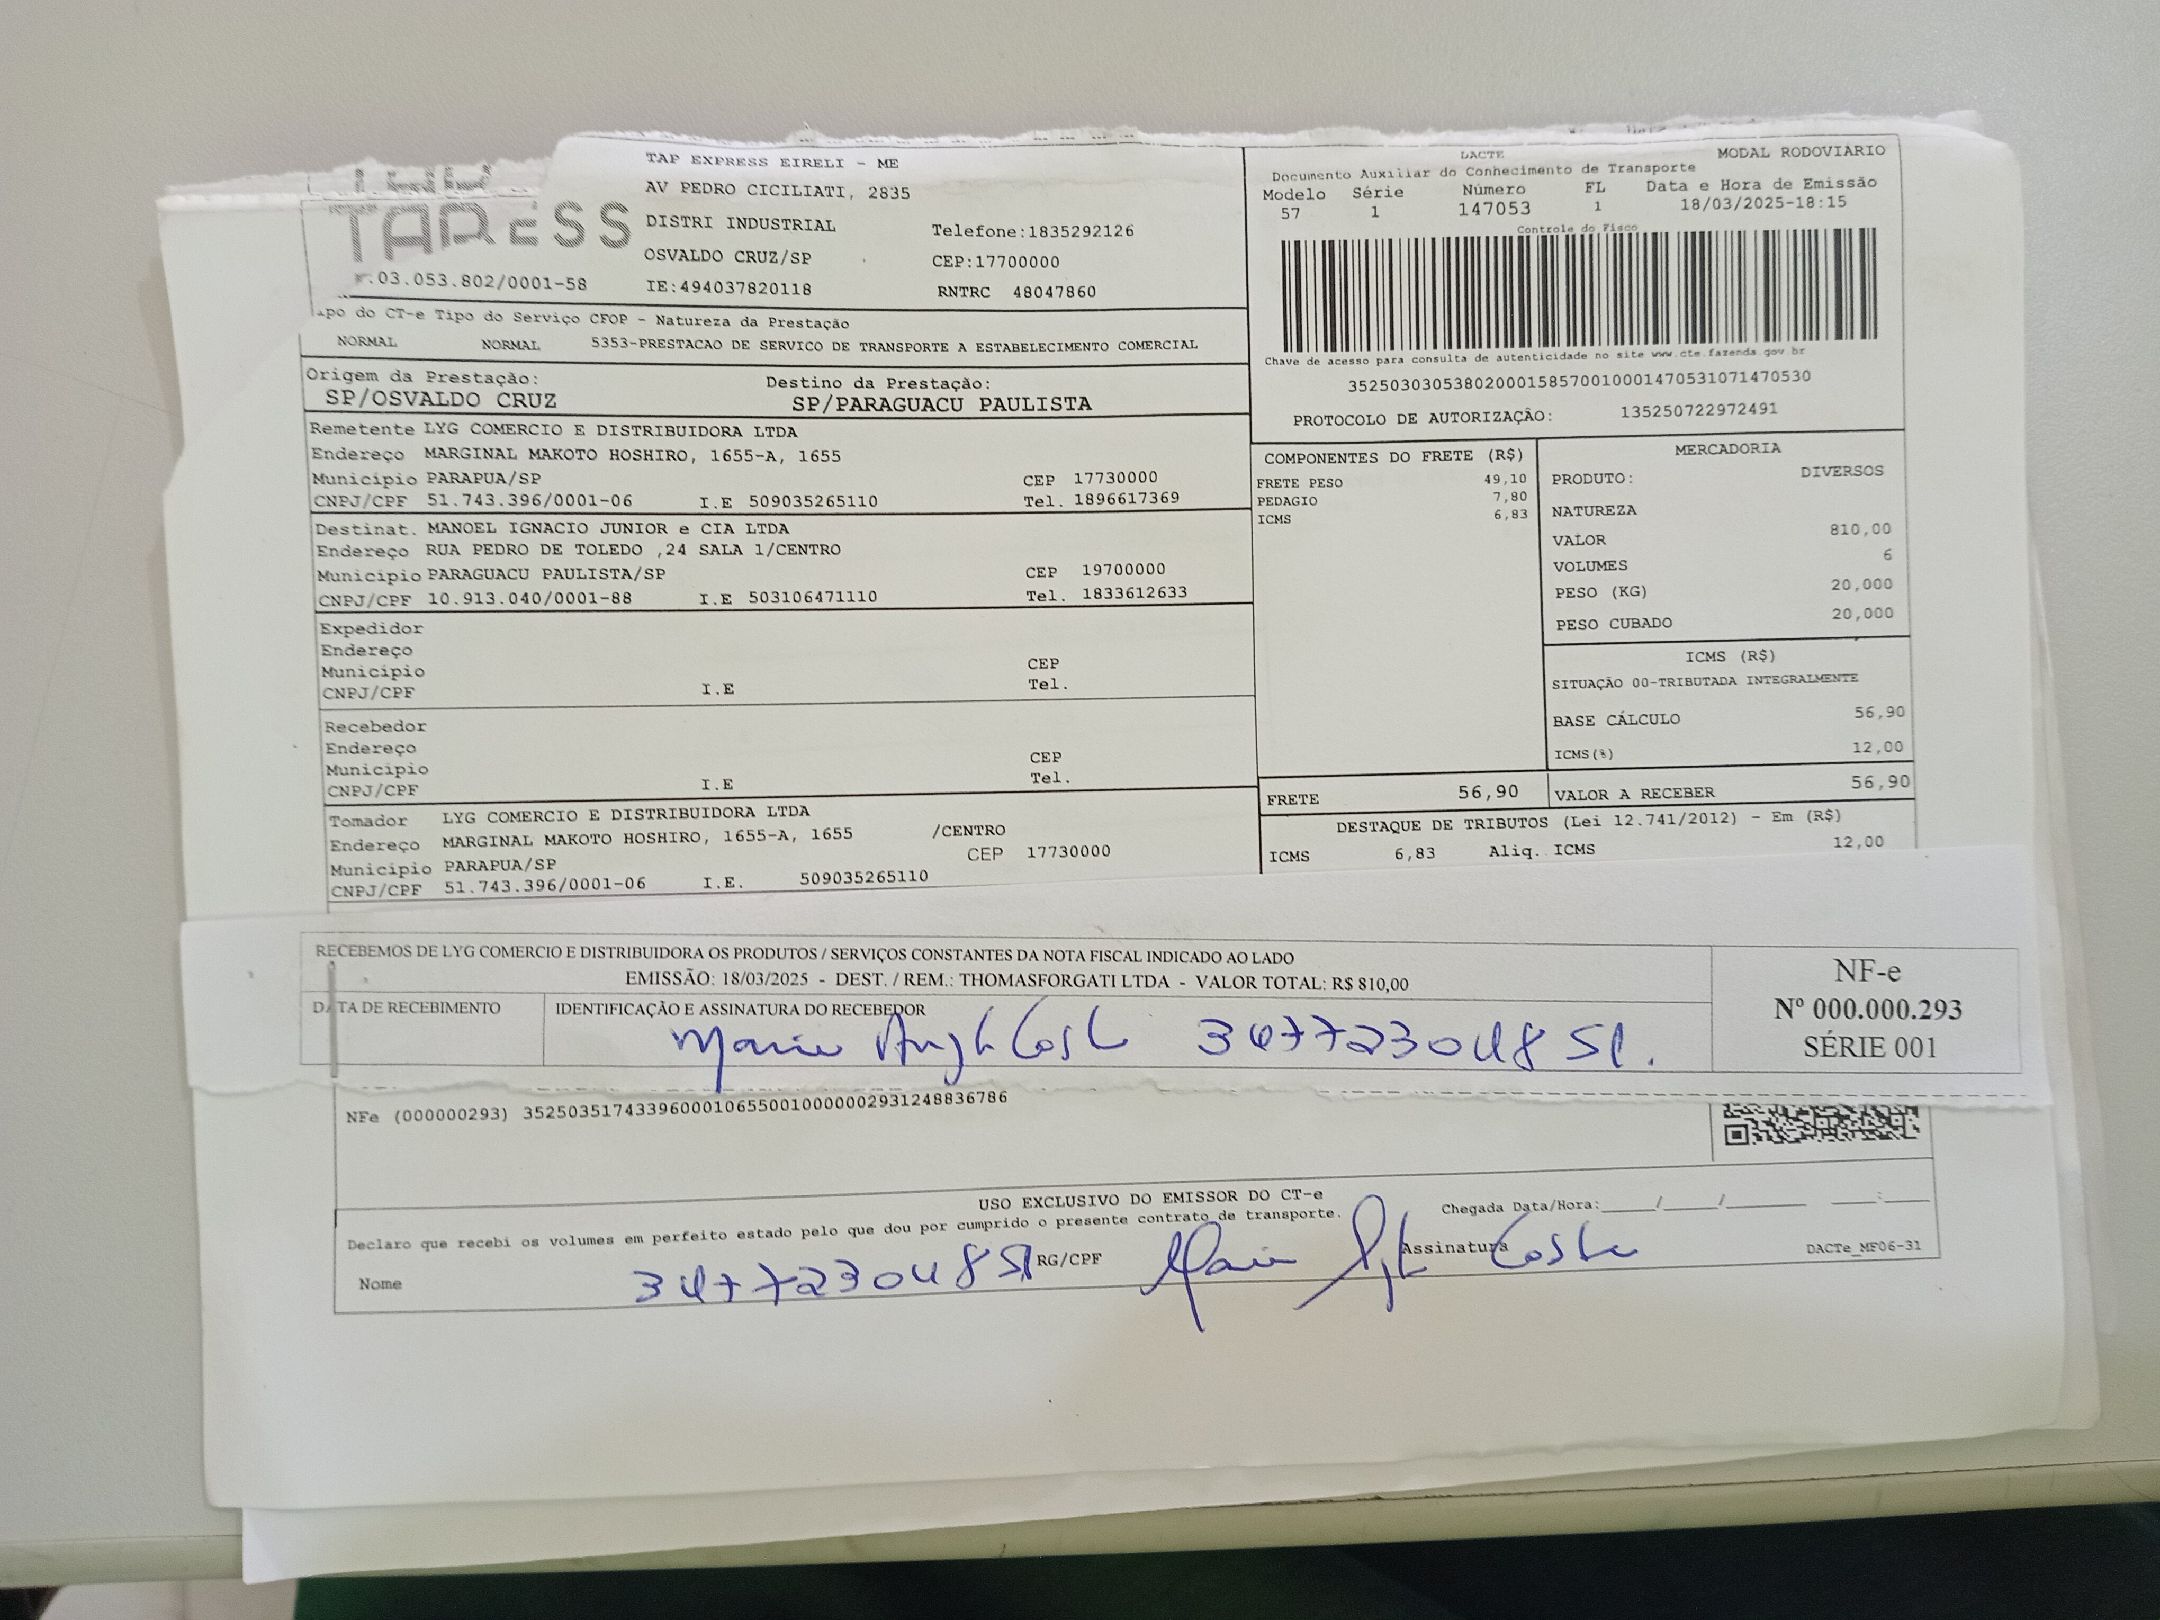 TAPRESS
.03.053.802/0001-58
TAP EXPRESS EIRELI - ME
AV PEDRO CICILIATI, 2835
DISTRI INDUSTRIAL
Telefone:1835292126
OSVALDO CRUZ/SP
CEP:17700000
IE:494037820118
RNTRC 48047860
DACTE
MODAL RODOVIÁRIO
Documento Auxiliar do Conhecimento de Transporte
Modelo Série Número FL Data e Hora de Emissão
57 1 147053 1 18/03/2025-18:15
Controle do Fisco
Chave de acesso para consulta de autenticidade no site www.cte.fazenda.gov.br
35250303053802000158570010001470531071470530
PROTOCOLO DE AUTORIZAÇÃO: 135250722972491
ipo do CT-e Tipo do Serviço CFOP - Natureza da Prestação
NORMAL NORMAL 5353-PRESTACAO DE SERVICO DE TRANSPORTE A ESTABELECIMENTO COMERCIAL
Origem da Prestação: Destino da Prestação:
SP/OSVALDO CRUZ SP/PARAGUACU PAULISTA
Remetente LYG COMERCIO E DISTRIBUIDORA LTDA
Endereço MARGINAL MAKOTO HOSHIRO, 1655-A, 1655
Município PARAPUA/SP CEP 17730000
CNPJ/CPF 51.743.396/0001-06 I.E 509035265110 Tel. 1896617369
Destinat. MANOEL IGNACIO JUNIOR e CIA LTDA
Endereço RUA PEDRO DE TOLEDO ,24 SALA 1/CENTRO
Município PARAGUACU PAULISTA/SP CEP 19700000
CNPJ/CPF 10.913.040/0001-88 I.E 503106471110 Tel. 1833612633
Expedidor
Endereço
Município CEP
CNPJ/CPF I.E Tel.
Recebedor
Endereço
Município CEP
CNPJ/CPF I.E Tel.
Tomador LYG COMERCIO E DISTRIBUIDORA LTDA
Endereço MARGINAL MAKOTO HOSHIRO, 1655-A, 1655 /CENTRO
Município PARAPUA/SP CEP 17730000
CNPJ/CPF 51.743.396/0001-06 I.E. 509035265110
COMPONENTES DO FRETE (R$)
FRETE PESO 49,10
PEDAGIO 7,80
ICMS 6,83
MERCADORIA
PRODUTO: DIVERSOS
NATUREZA
VALOR 810,00
VOLUMES 6
PESO (KG) 20,000
PESO CUBADO 20,000
ICMS (R$)
SITUAÇÃO 00-TRIBUTADA INTEGRALMENTE
BASE CÁLCULO 56,90
ICMS(%) 12,00
FRETE 56,90 VALOR A RECEBER 56,90
DESTAQUE DE TRIBUTOS (Lei 12.741/2012) - Em (R$)
ICMS 6,83 Aliq. ICMS 12,00
RECEBEMOS DE LYG COMERCIO E DISTRIBUIDORA OS PRODUTOS / SERVIÇOS CONSTANTES DA NOTA FISCAL INDICADO AO LADO
EMISSÃO: 18/03/2025 - DEST. / REM.: THOMASFORGATI LTDA - VALOR TOTAL: R$ 810,00
DATA DE RECEBIMENTO
IDENTIFICAÇÃO E ASSINATURA DO RECEBEDOR
NF-e
Nº 000.000.293
SÉRIE 001
NFe (000000293) 35250351743396000106550010000002931248836786
USO EXCLUSIVO DO EMISSOR DO CT-e
Declaro que recebi os volumes em perfeito estado pelo que dou por cumprido o presente contrato de transporte.
Chegada Data/Hora:_____/_____/_______ ____:____
Nome RG/CPF Assinatura DACTe_MF06-31